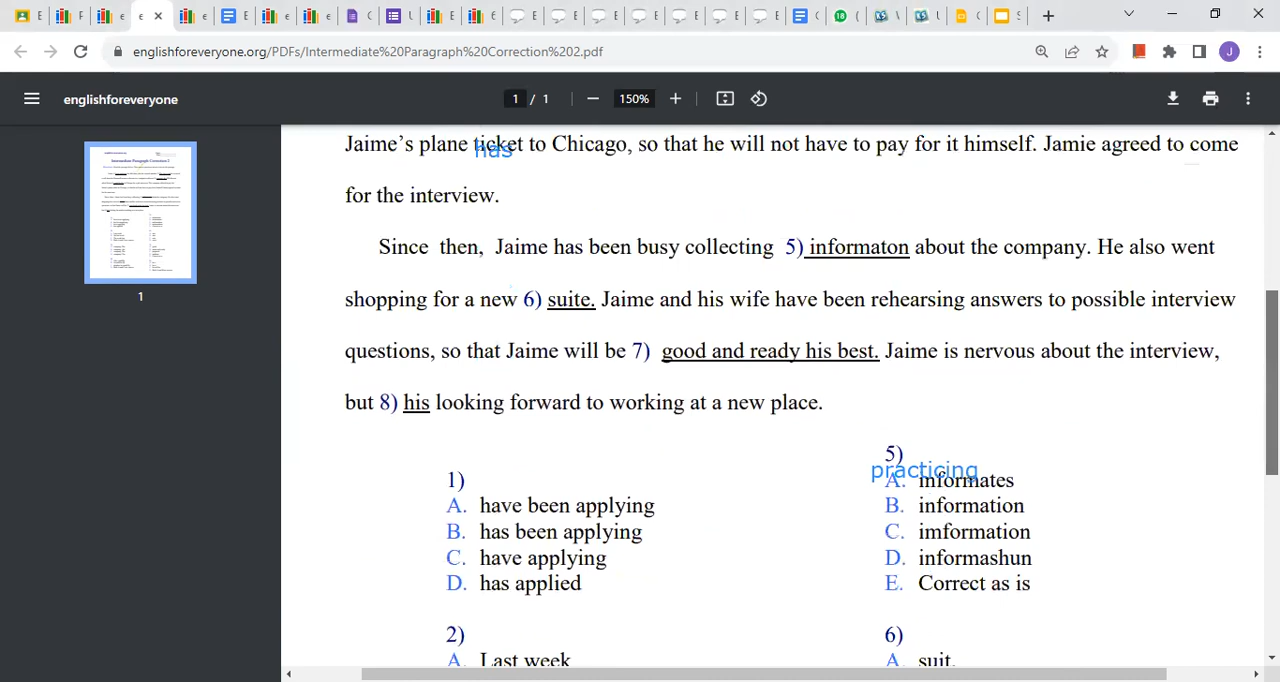 englishforeveryone.org/PDFs/Intermediate%20Paragraph%20Correction%202.pdf
J
englishforeveryone
1 / 1
150%
Jaime's plane ticket to Chicago, so that he will not have to pay for it himself. Jamie agreed to come
has
for the interview.
Since then, Jaime has been busy collecting 5) informaton about the company. He also went
shopping for a new 6) suite. Jaime and his wife have been rehearsing answers to possible interview
questions, so that Jaime will be 7) good and ready his best. Jaime is nervous about the interview,
but 8) his looking forward to working at a new place.
1)
A. have been applying
B. has been applying
C. have applying
D. has applied
2)
A. Last week
5)
practicing
A. informates
B. information
C. imformation
D. informashun
E. Correct as is
6)
A. suit.
1